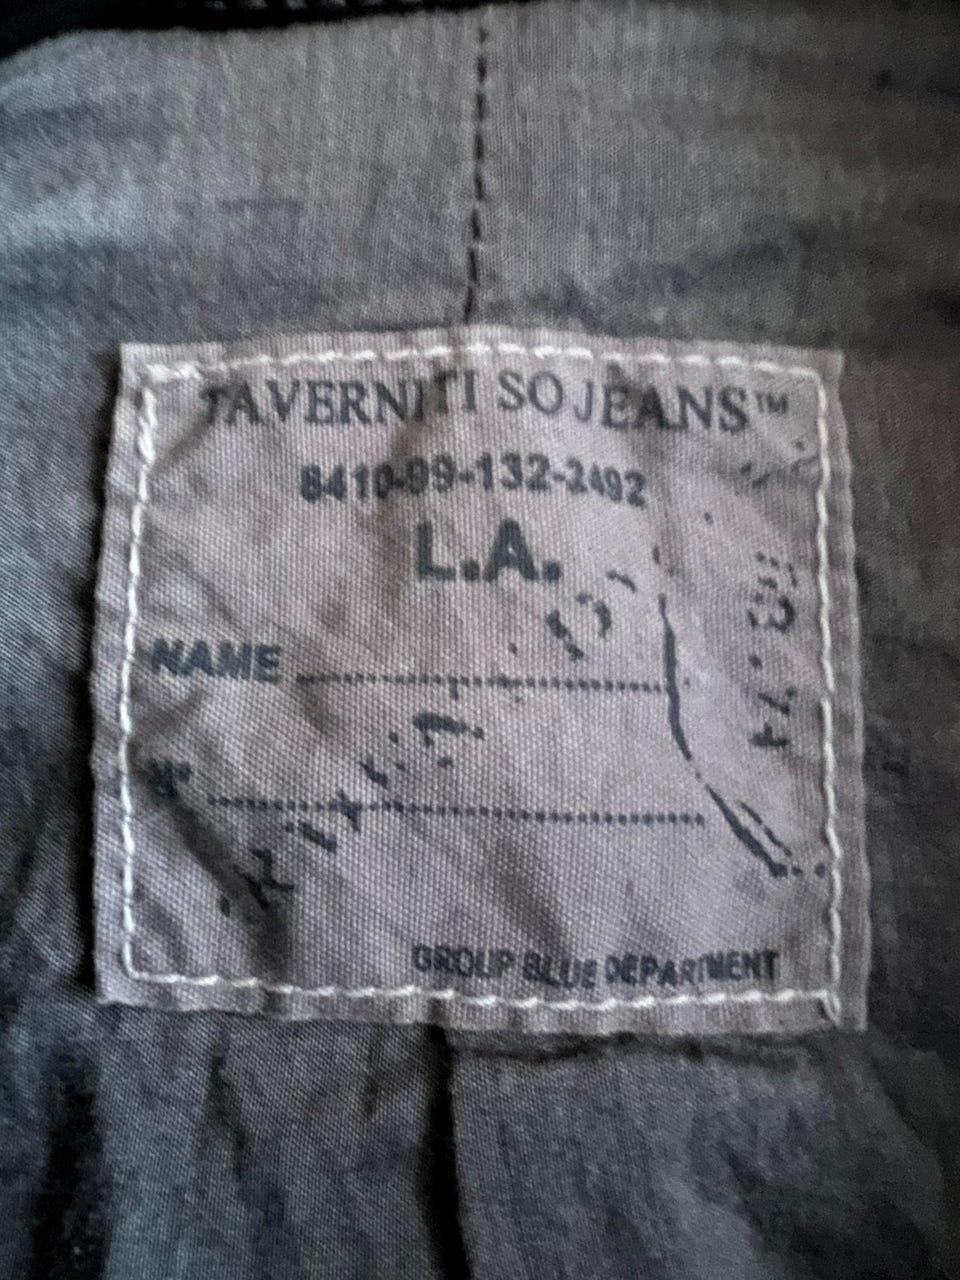 TAVERNITI SO JEANS™
8410-99-132-2492
L.A.
NAME
N°
GROUP BLUE DEPARTMENT